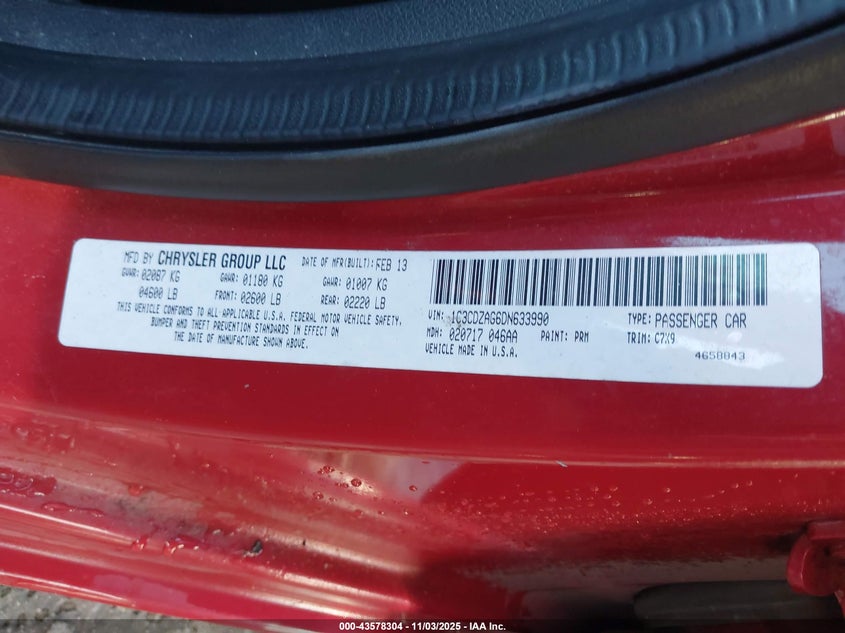 MFD BY CHRYSLER GROUP LLC DATE OF MFR(BUILT): FEB 13
GVWR: 02087 KG GAWR: 01180 KG GAWR: 01007 KG
04600 LB FRONT: 02600 LB REAR: 02220 LB
THIS VEHICLE CONFORMS TO ALL APPLICABLE U.S.A. FEDERAL MOTOR VEHICLE SAFETY,
BUMPER AND THEFT PREVENTION STANDARDS IN EFFECT ON
THE DATE OF MANUFACTURE SHOWN ABOVE.
VIN: 1C3CDZAG6DN633990 TYPE: PASSENGER CAR
MDH: 020717 046AA PAINT: PRM TRIM: C7X9
VEHICLE MADE IN U.S.A.
4658843
000-43578304 | 11/03/2025 - IAA Inc.